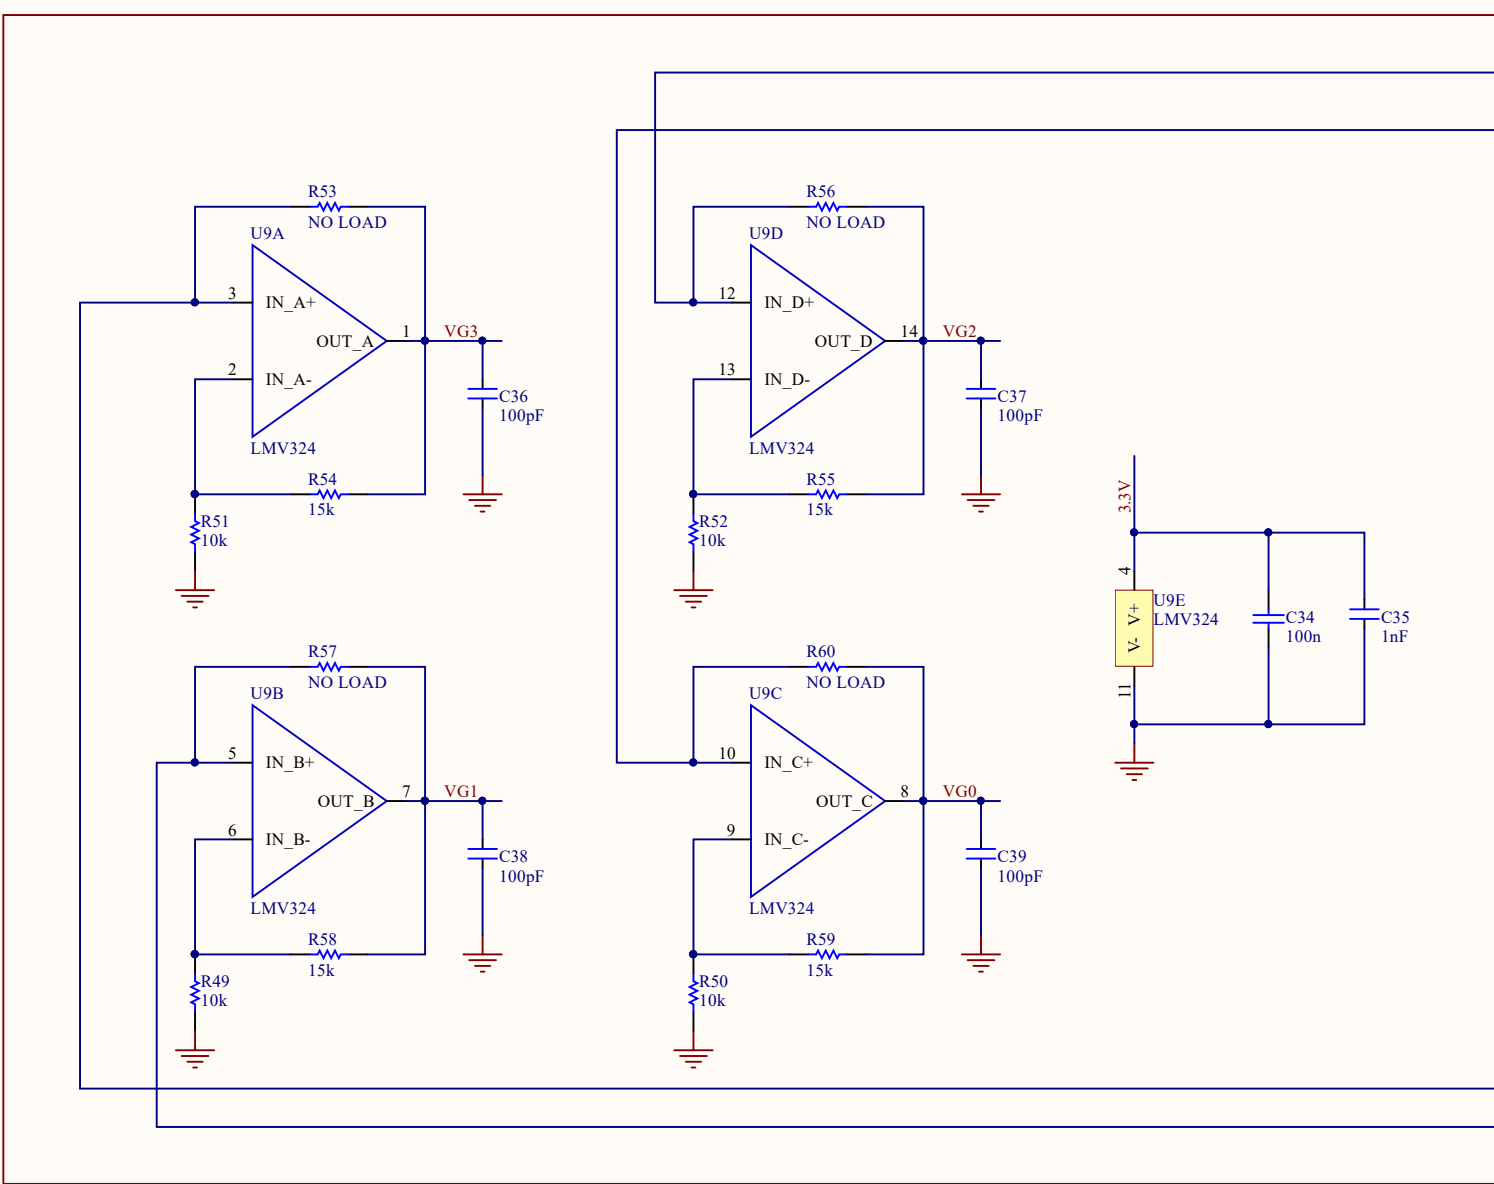 R53
NO LOAD
U9A
3
IN_A+
OUT_A
1
VG3
2
IN_A-
C36
100pF
LMV324
R54
15k
R51
10k
R56
NO LOAD
U9D
12
IN_D+
OUT_D
14
VG2
13
IN_D-
C37
100pF
LMV324
R55
15k
R52
10k
3.3V
4
V+
V-
U9E
LMV324
11
C34
100n
C35
1nF
R57
NO LOAD
U9B
5
IN_B+
OUT_B
7
VG1
6
IN_B-
C38
100pF
LMV324
R58
15k
R49
10k
R60
NO LOAD
U9C
10
IN_C+
OUT_C
8
VG0
9
IN_C-
C39
100pF
LMV324
R59
15k
R50
10k